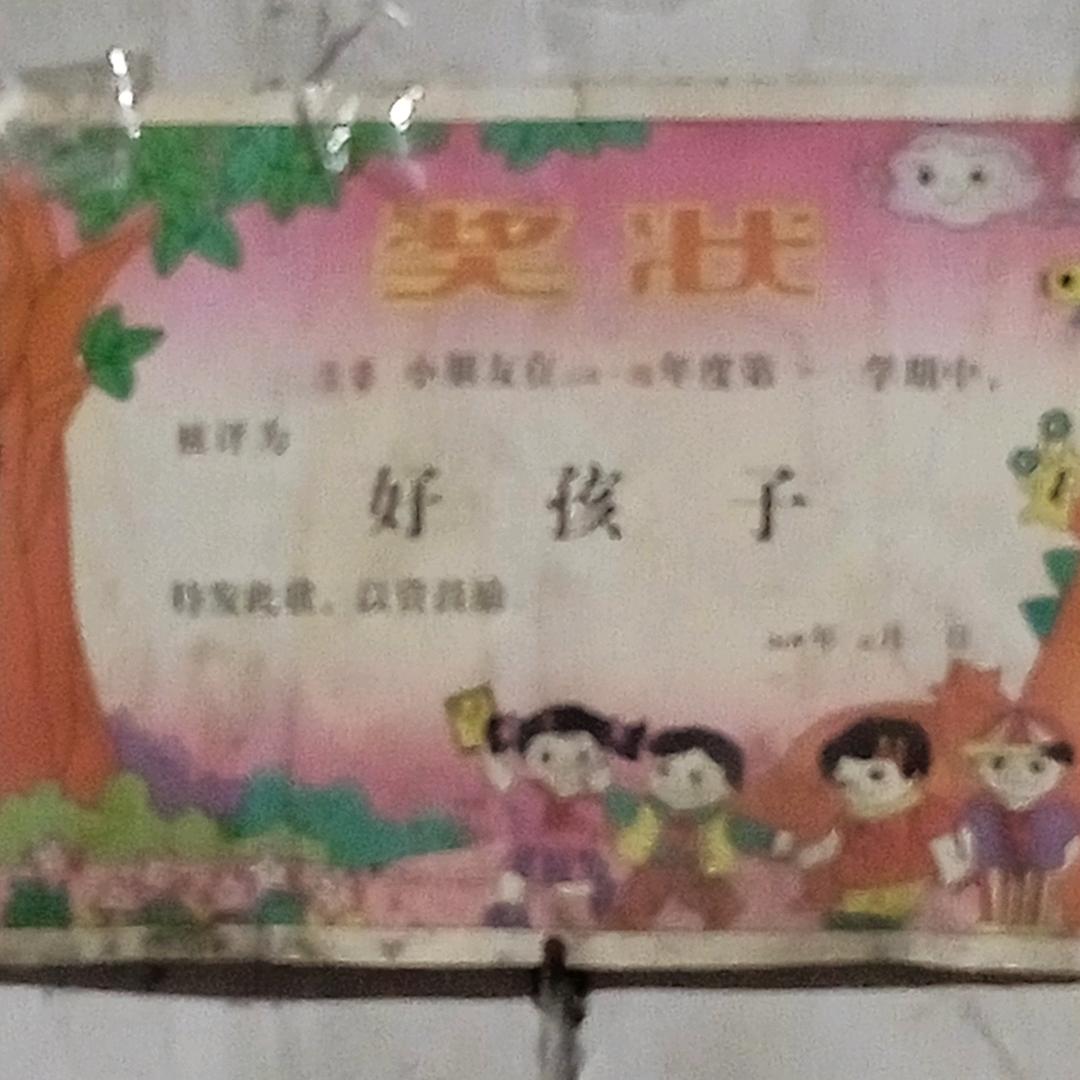 奖状
小朋友在 年度第 学期中，
被评为
好孩子
特发此状，以资鼓励
年 月 日